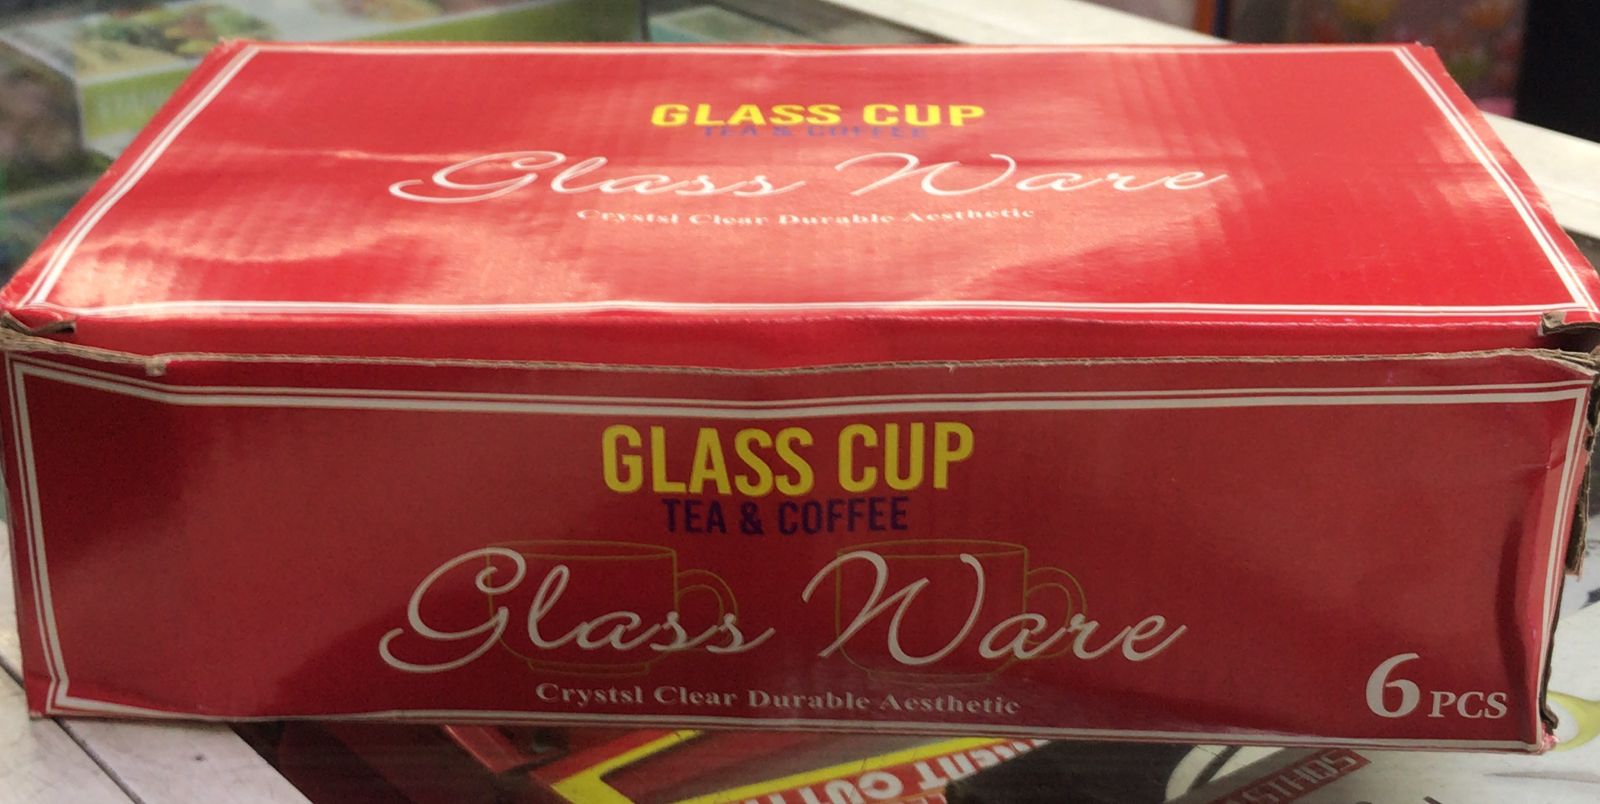 GLASS CUP
TEA & COFFEE
Glass Ware
Crystsl Clear Durable Aesthetic
GLASS CUP
TEA & COFFEE
Glass Ware
Crystsl Clear Durable Aesthetic
6 PCS